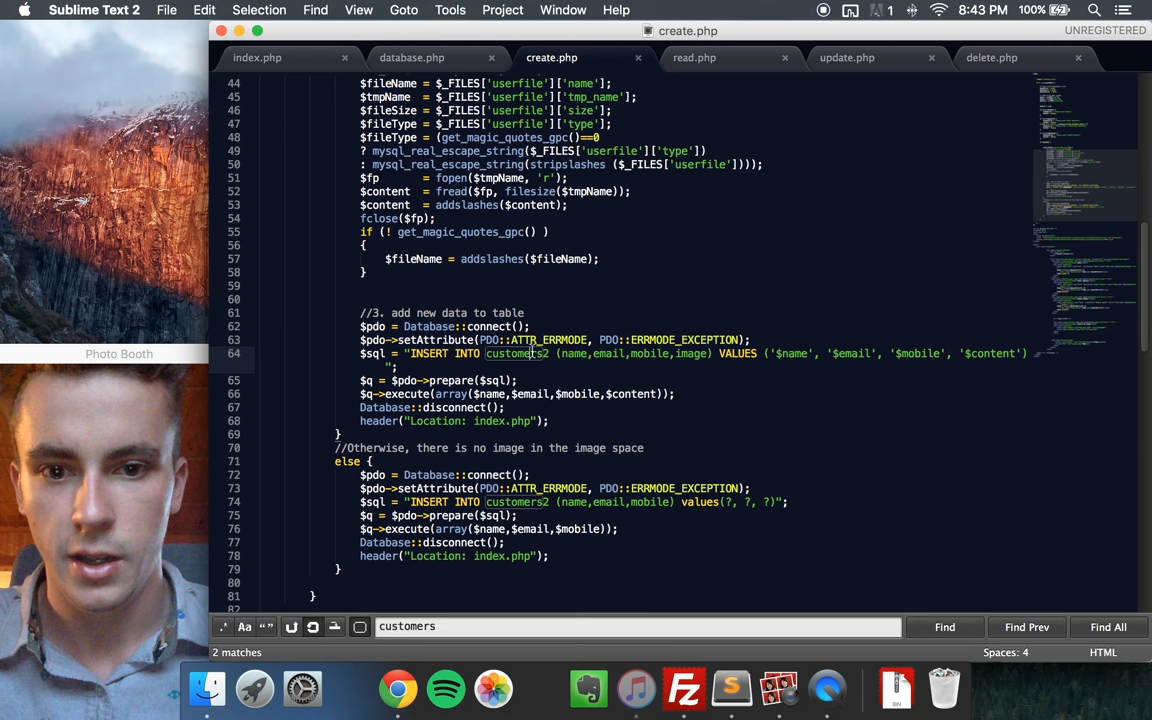 Sublime Text 2 File Edit Selection Find View Goto Tools Project Window Help 1 8:43 PM 100%
create.php UNREGISTERED
index.php database.php create.php read.php update.php delete.php
44 $fileName = $_FILES['userfile']['name'];
45 $tmpName = $_FILES['userfile']['tmp_name'];
46 $fileSize = $_FILES['userfile']['size'];
47 $fileType = $_FILES['userfile']['type'];
48 $fileType = (get_magic_quotes_gpc()==0
49 ? mysql_real_escape_string($_FILES['userfile']['type'])
50 : mysql_real_escape_string(stripslashes ($_FILES['userfile'])));
51 $fp = fopen($tmpName, 'r');
52 $content = fread($fp, filesize($tmpName));
53 $content = addslashes($content);
54 fclose($fp);
55 if (! get_magic_quotes_gpc() )
56 {
57 $fileName = addslashes($fileName);
58 }
59
60
61 //3. add new data to table
62 $pdo = Database::connect();
63 $pdo->setAttribute(PDO::ATTR_ERRMODE, PDO::ERRMODE_EXCEPTION);
64 $sql = "INSERT INTO customers2 (name,email,mobile,image) VALUES ('$name', '$email', '$mobile', '$content')
";
65 $q = $pdo->prepare($sql);
66 $q->execute(array($name,$email,$mobile,$content));
67 Database::disconnect();
68 header("Location: index.php");
69 }
70 //Otherwise, there is no image in the image space
71 else {
72 $pdo = Database::connect();
73 $pdo->setAttribute(PDO::ATTR_ERRMODE, PDO::ERRMODE_EXCEPTION);
74 $sql = "INSERT INTO customers2 (name,email,mobile) values(?, ?, ?)";
75 $q = $pdo->prepare($sql);
76 $q->execute(array($name,$email,$mobile));
77 Database::disconnect();
78 header("Location: index.php");
79 }
80
81 }
82
Photo Booth
.* Aa “” customers Find Find Prev Find All
2 matches Spaces: 4 HTML
Fz S BIN